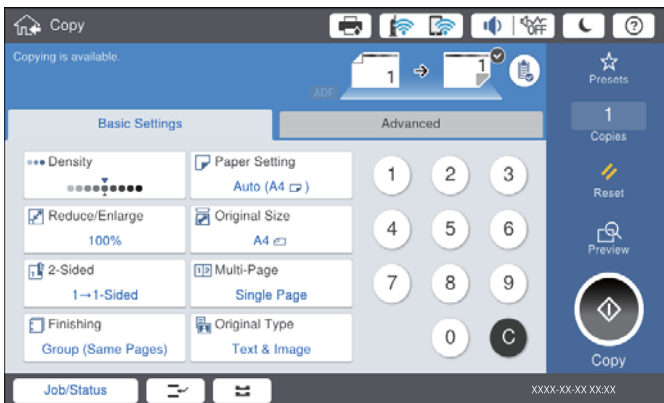 Copy
Copying is available.
ADF
1
1
Presets
Basic Settings
Advanced
1
Copies
Density
Paper Setting
Auto (A4)
1 2 3
Reset
Reduce/Enlarge
100%
Original Size
A4
4 5 6
Preview
2-Sided
1→1-Sided
Multi-Page
Single Page
7 8 9
Finishing
Group (Same Pages)
Original Type
Text & Image
0 C
Copy
Job/Status
XXXX-XX-XX XX:XX